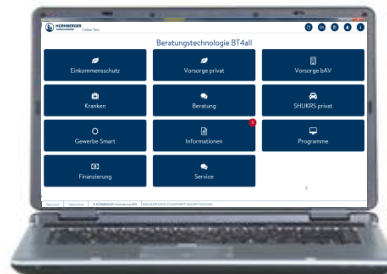 NÜRNBERGER
Beratungstechnologie BT4all
Einkommensschutz
Vorsorge privat
Vorsorge bAV
Kranken
Beratung
SHUKRS privat
Gewerbe Smart
Informationen
Programme
Finanzierung
Service